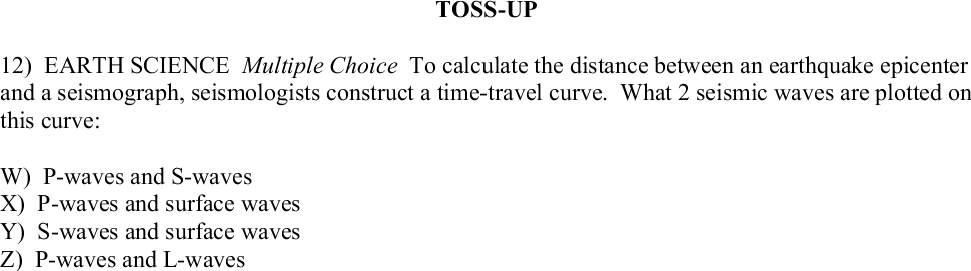 TOSS-UP
12) EARTH SCIENCE Multiple Choice To calculate the distance between an earthquake epicenter
and a seismograph, seismologists construct a time-travel curve. What 2 seismic waves are plotted on
this curve:
W) P-waves and S-waves
X) P-waves and surface waves
Y) S-waves and surface waves
Z) P-waves and L-waves